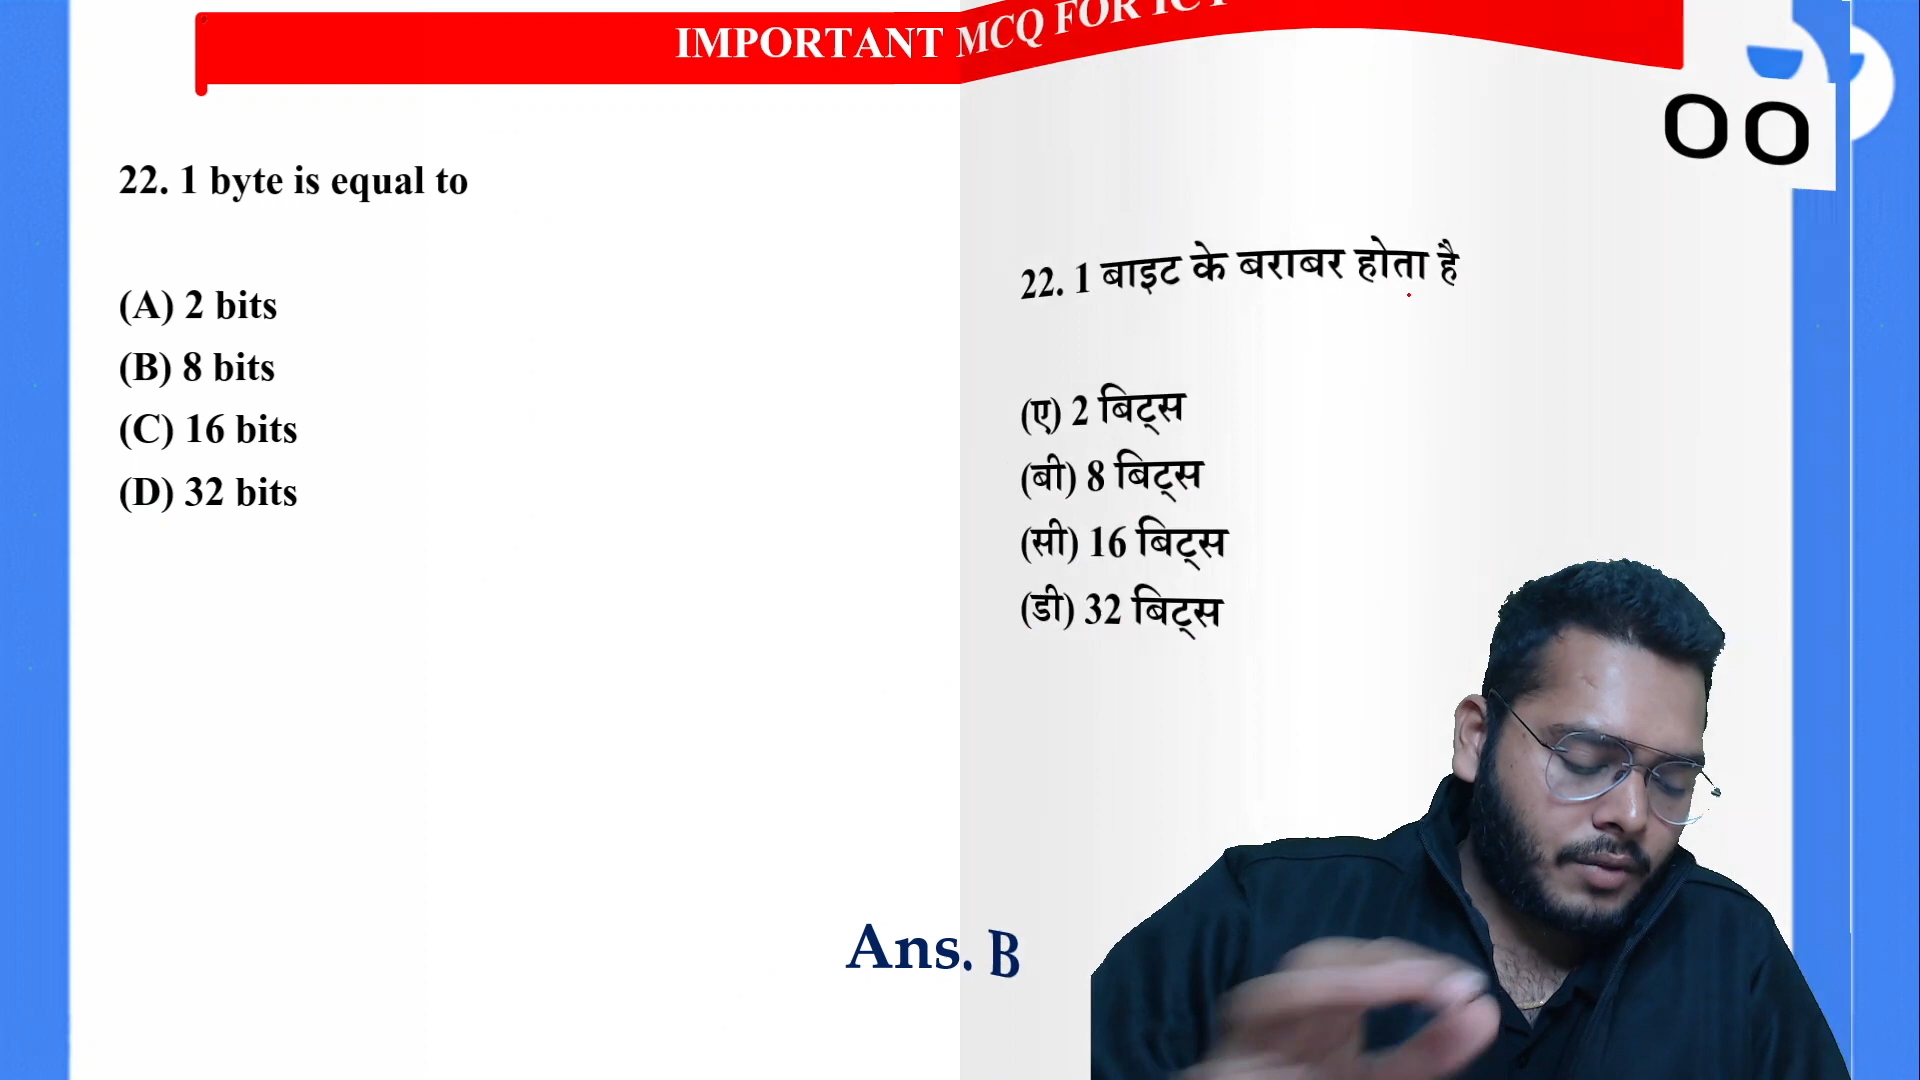 IMPORTANT MCQ FOR ICT
22. 1 byte is equal to
(A) 2 bits
(B) 8 bits
(C) 16 bits
(D) 32 bits
22. 1 बाइट के बराबर होता है
(ए) 2 बिट्स
(बी) 8 बिट्स
(सी) 16 बिट्स
(डी) 32 बिट्स
Ans. B